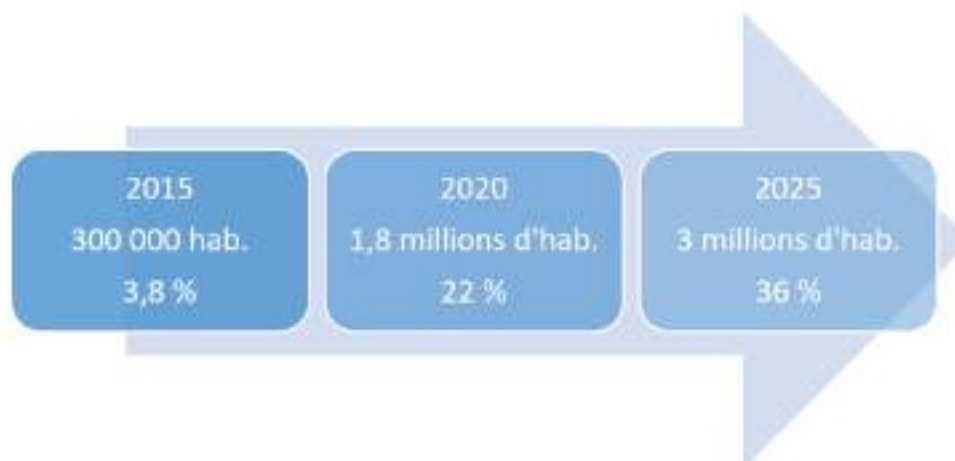 2015
300 000 hab.
3,8 %
2020
1,8 millions d'hab.
22 %
2025
3 millions d'hab.
36 %